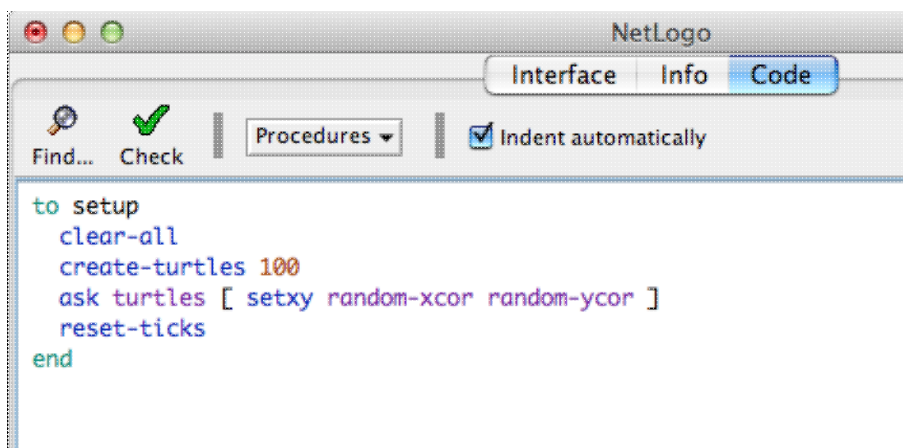 NetLogo
Interface Info Code
Find... Check Procedures Indent automatically
to setup
clear-all
create-turtles 100
ask turtles [ setxy random-xcor random-ycor ]
reset-ticks
end